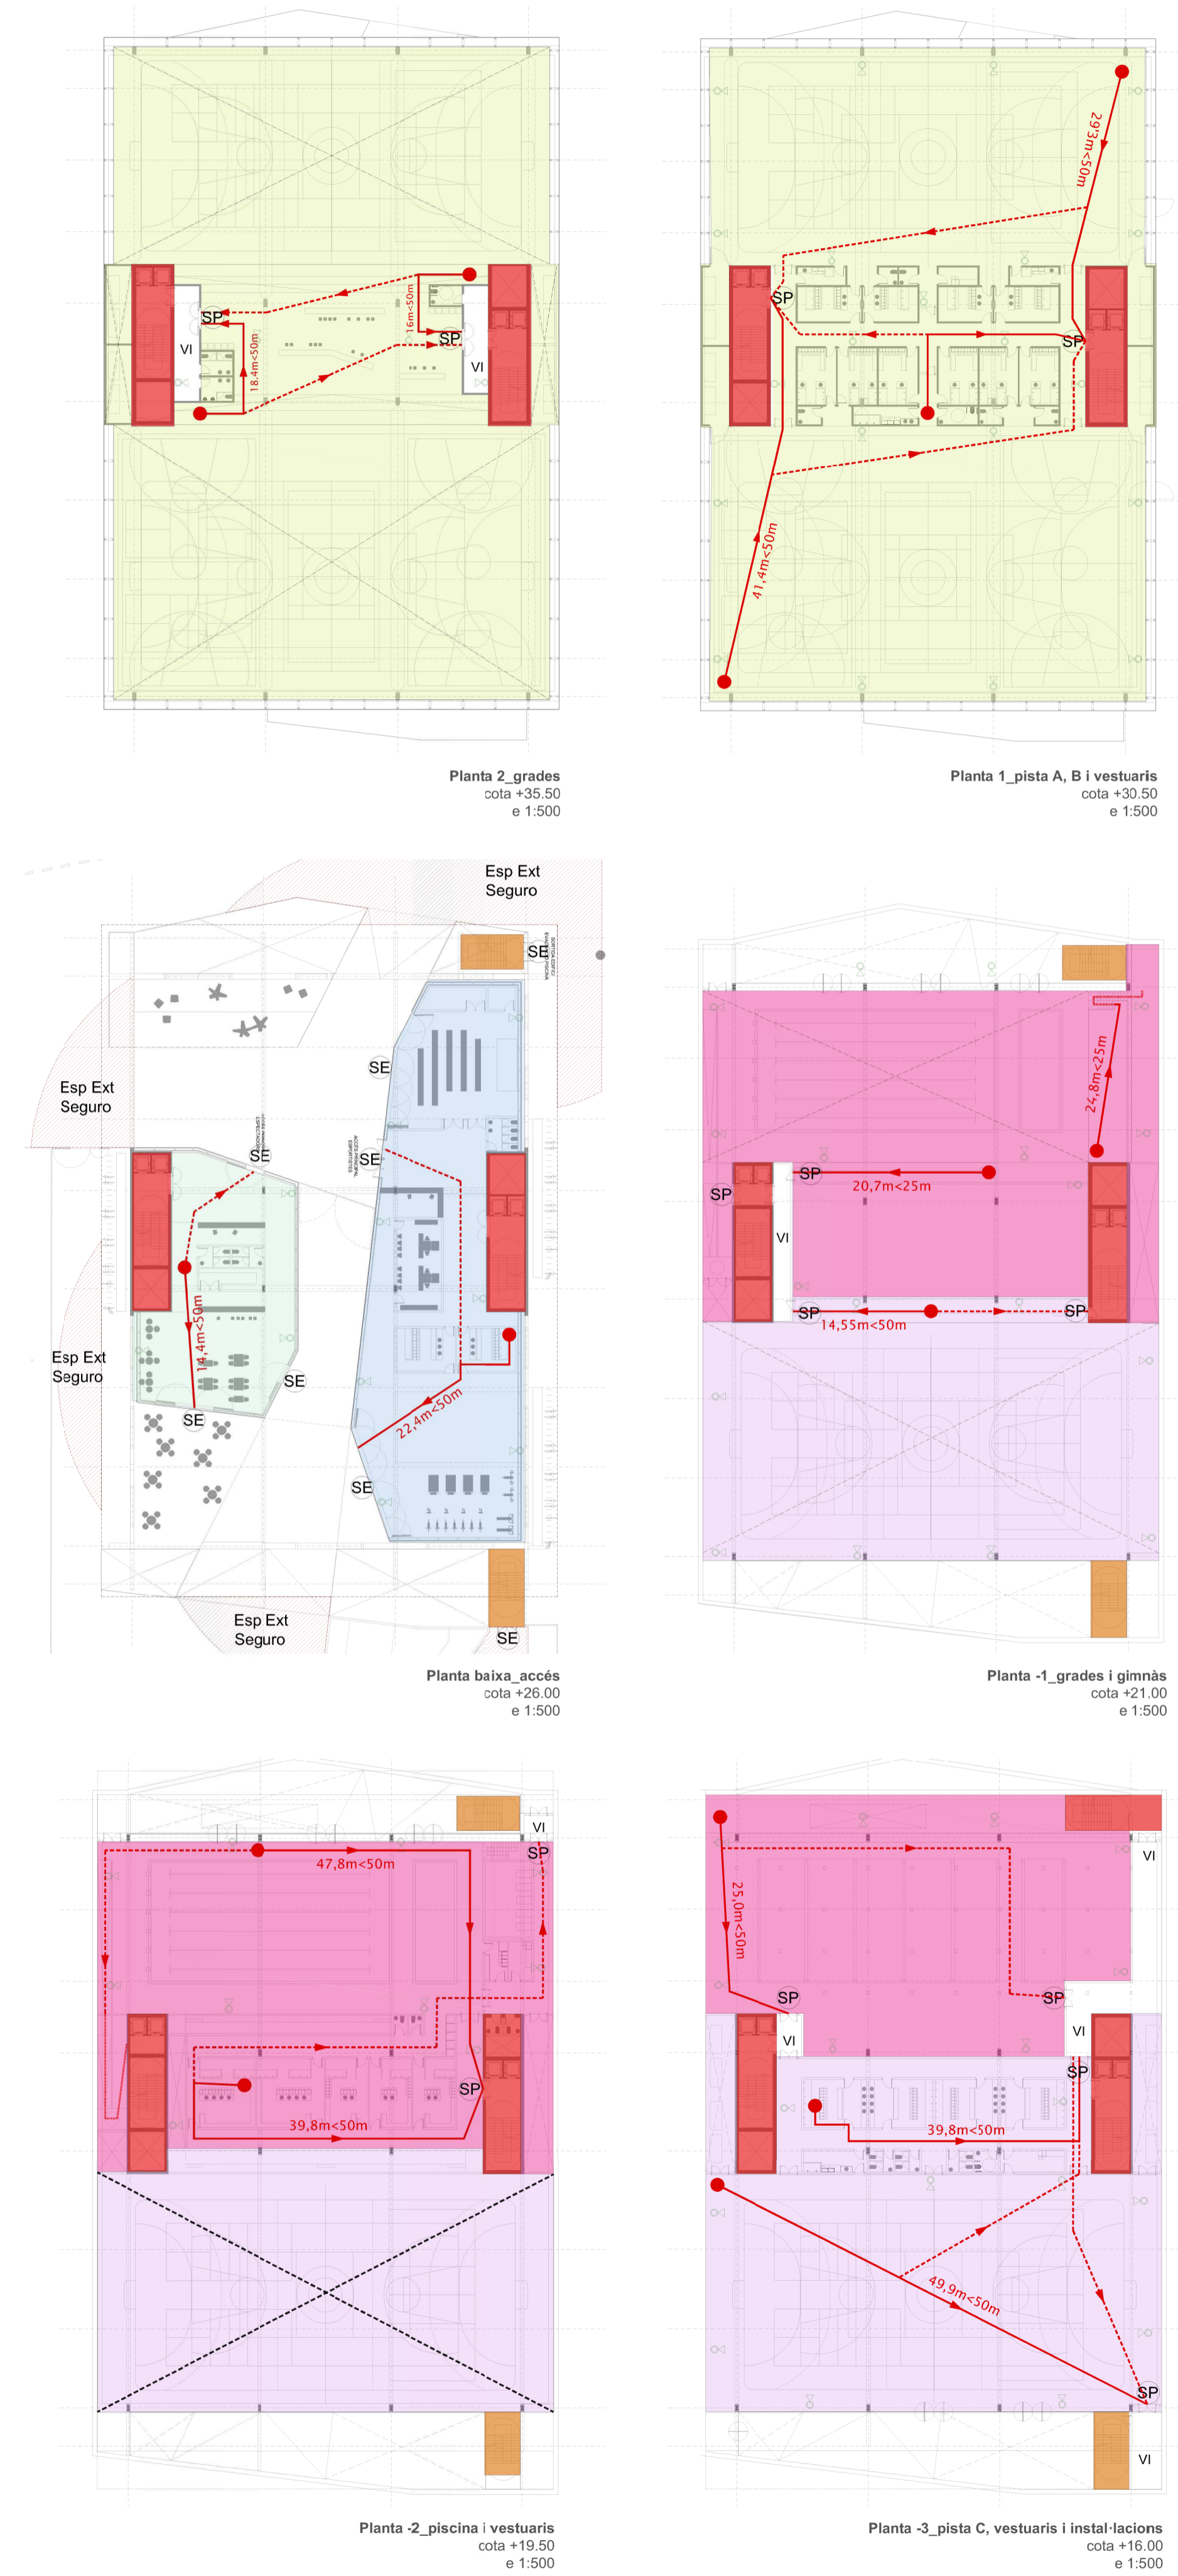 16m<50m
SP
SP
VI
VI
18.4m<50m
Planta 2_grades
cota +35.50
e 1:500
29'3m<50m
SP
SP
41,4m<50m
Planta 1_pista A, B i vestuaris
cota +30.50
e 1:500
Esp Ext
Seguro
SE
SE
Esp Ext
Seguro
SE
SE
14,4m<50m
Esp Ext
Seguro
SE
SE
22,4m<50m
SE
Esp Ext
Seguro
SE
Planta baixa_accés
cota +26.00
e 1:500
24,8m<25m
SP
20,7m<25m
SP
VI
SP
SP
14,55m<50m
Planta -1_grades i gimnàs
cota +21.00
e 1:500
VI
SP
47,8m<50m
SP
39,8m<50m
Planta -2_piscina i vestuaris
cota +19.50
e 1:500
VI
25,0m<50m
SP
SP
VI
VI
SP
39,8m<50m
49,9m<50m
SP
VI
Planta -3_pista C, vestuaris i instal·lacions
cota +16.00
e 1:500